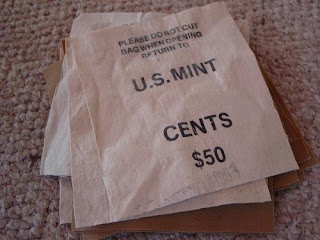 PLEASE DO NOT CUT
BAG WHEN OPENING
RETURN TO
U.S. MINT
CENTS
$50